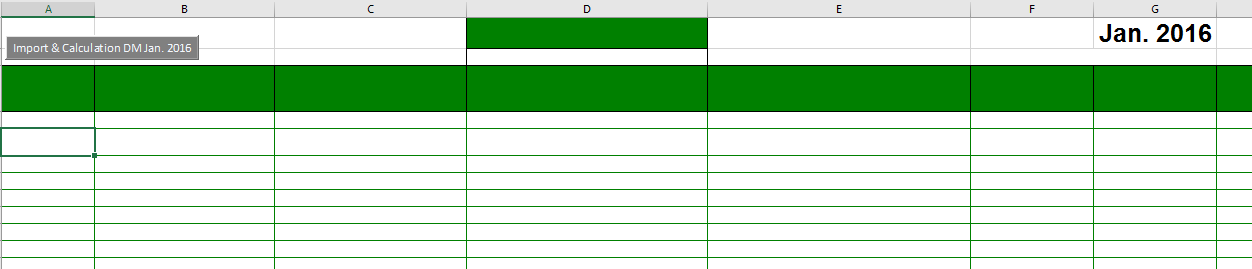 A B C D E F G
Jan. 2016
Import & Calculation DM Jan. 2016